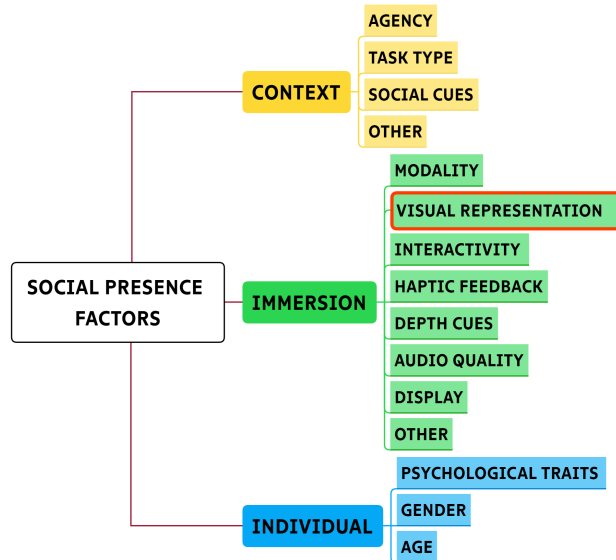 AGENCY
TASK TYPE
CONTEXT
SOCIAL CUES
OTHER
MODALITY
VISUAL REPRESENTATION
INTERACTIVITY
SOCIAL PRESENCE
FACTORS
IMMERSION
HAPTIC FEEDBACK
DEPTH CUES
AUDIO QUALITY
DISPLAY
OTHER
PSYCHOLOGICAL TRAITS
GENDER
INDIVIDUAL
AGE